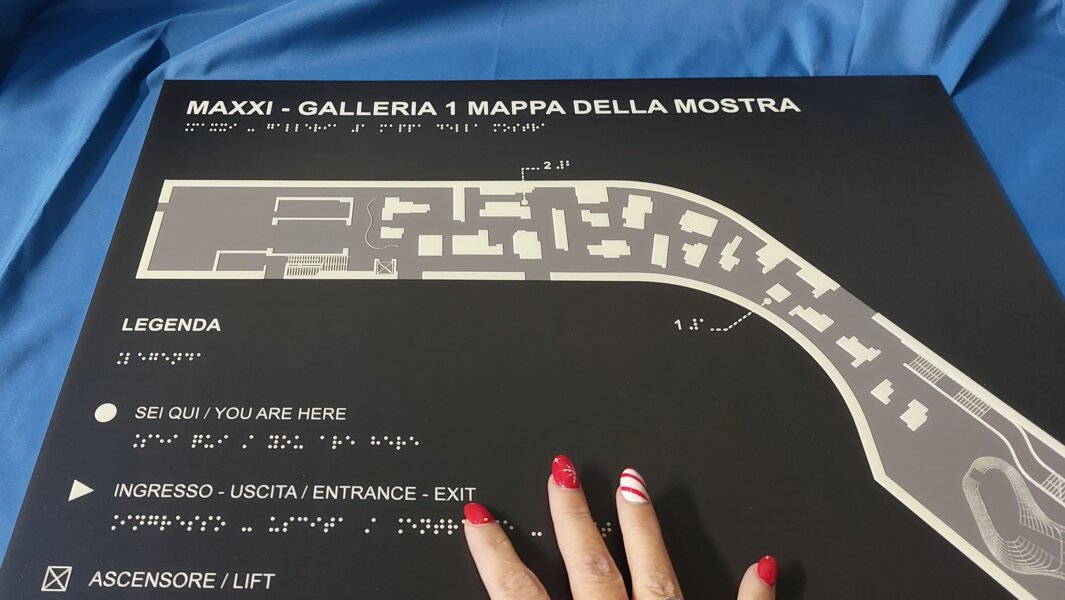 MAXXI - GALLERIA 1 MAPPA DELLA MOSTRA
2
1
LEGENDA
SEI QUI / YOU ARE HERE
INGRESSO - USCITA / ENTRANCE - EXIT
ASCENSORE / LIFT